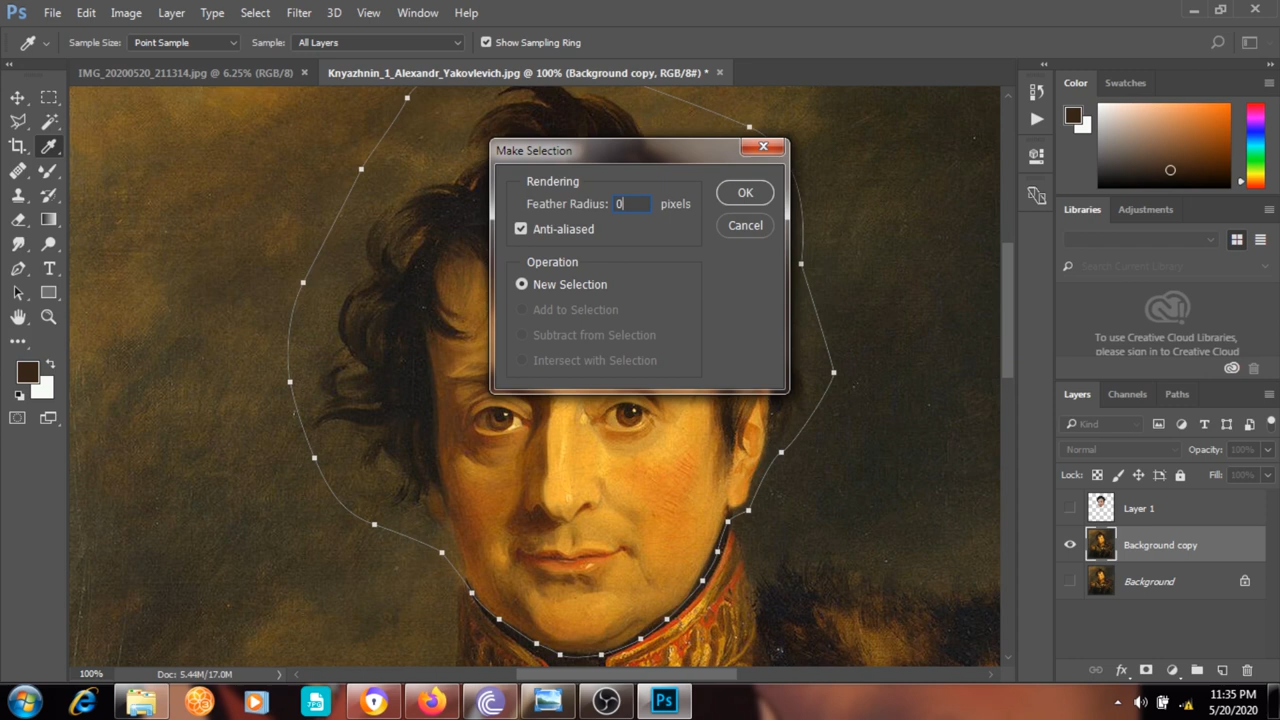 Ps File Edit Image Layer Type Select Filter 3D View Window Help
Sample Size: Point Sample Sample: All Layers Show Sampling Ring
IMG_20200520_211314.jpg @ 6.25% (RGB/8) × Knyazhnin_1_Alexandr_Yakovlevich.jpg @ 100% (Background copy, RGB/8#) * ×
Make Selection
Rendering
Feather Radius: 0 pixels
Anti-aliased
OK
Cancel
Operation
New Selection
Add to Selection
Subtract from Selection
Intersect with Selection
Color Swatches
Libraries Adjustments
Search Current Library
To use Creative Cloud Libraries,
please sign in to Creative Cloud
Layers Channels Paths
Kind
Normal Opacity: 100%
Lock: Fill: 100%
Layer 1
Background copy
Background
100% Doc: 5.44M/17.0M
JPG
Ps
11:35 PM
5/20/2020